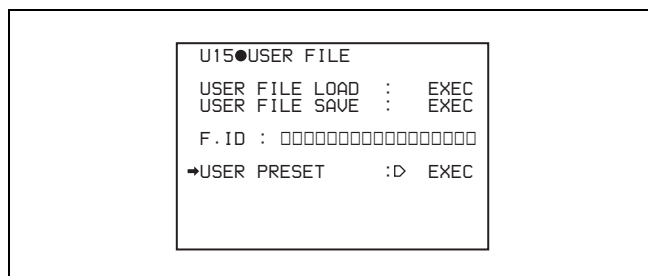 U15●USER FILE
USER FILE LOAD : EXEC
USER FILE SAVE : EXEC
F.ID : □□□□□□□□□□□□□□□□□
➔USER PRESET :▷ EXEC